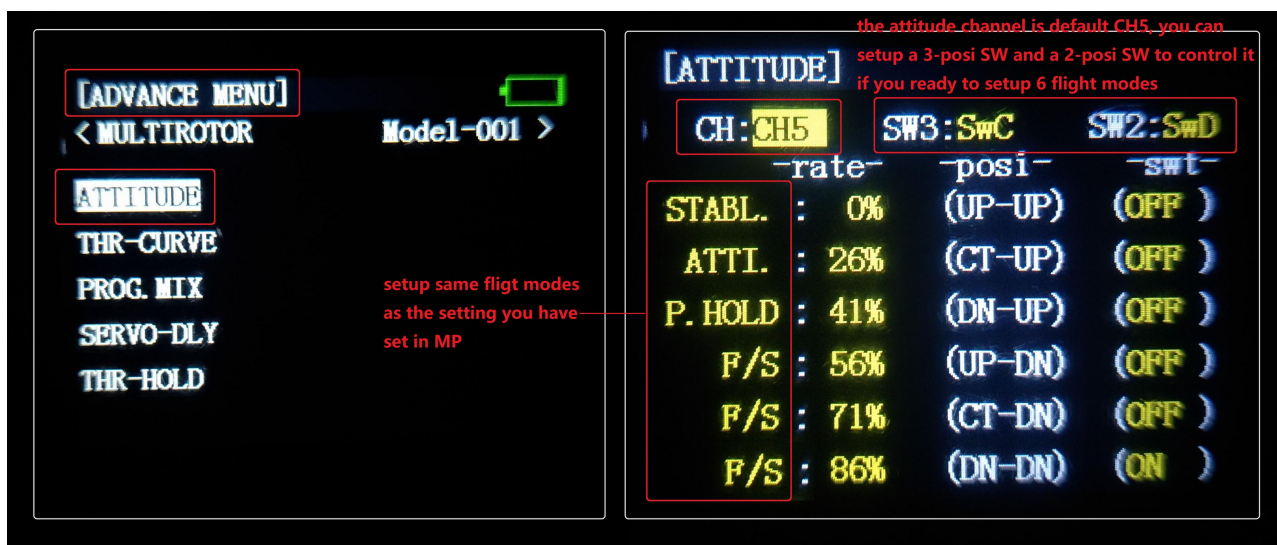 [ADVANCE MENU]
< MULTIROTOR Model-001 >
ATTITUDE
THR-CURVE
PROG.MIX
SERVO-DLY
THR-HOLD
setup same fligt modes
as the setting you have
set in MP
the attitude channel is default CH5, you can
setup a 3-posi SW and a 2-posi SW to control it
if you ready to setup 6 flight modes
[ATTITUDE]
CH:CH5 SW3:SwC SW2:SwD
-rate- -posi- -swt-
STABL. : 0% (UP-UP) (OFF )
ATTI. : 26% (CT-UP) (OFF )
P.HOLD : 41% (DN-UP) (OFF )
F/S : 56% (UP-DN) (OFF )
F/S : 71% (CT-DN) (OFF )
F/S : 86% (DN-DN) (ON )